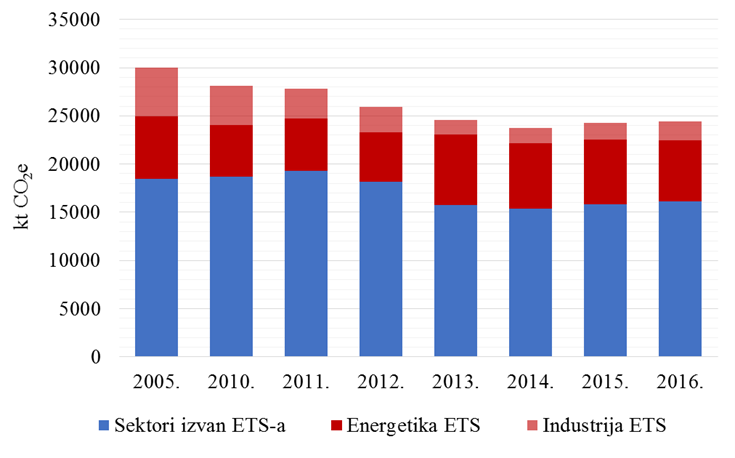 35000
30000
25000
20000
15000
10000
5000
0
kt CO₂e
2005. 2010. 2011. 2012. 2013. 2014. 2015. 2016.
Sektori izvan ETS-a Energetika ETS Industrija ETS